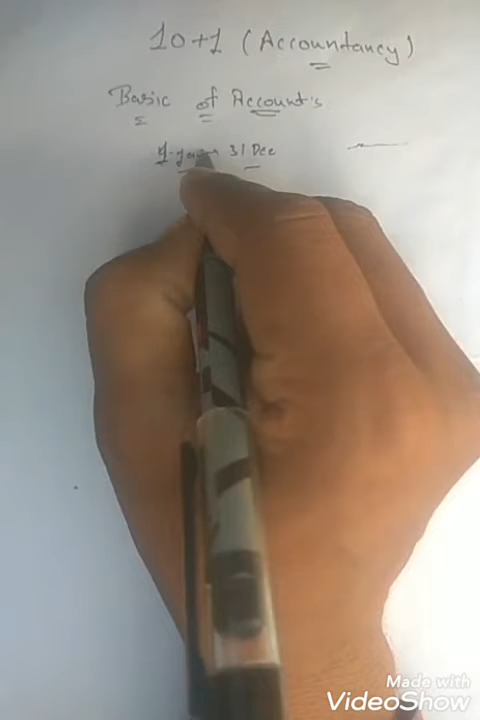 10+1 (Accountancy)
Basic of Account's
31 Dec
Made with
VideoShow